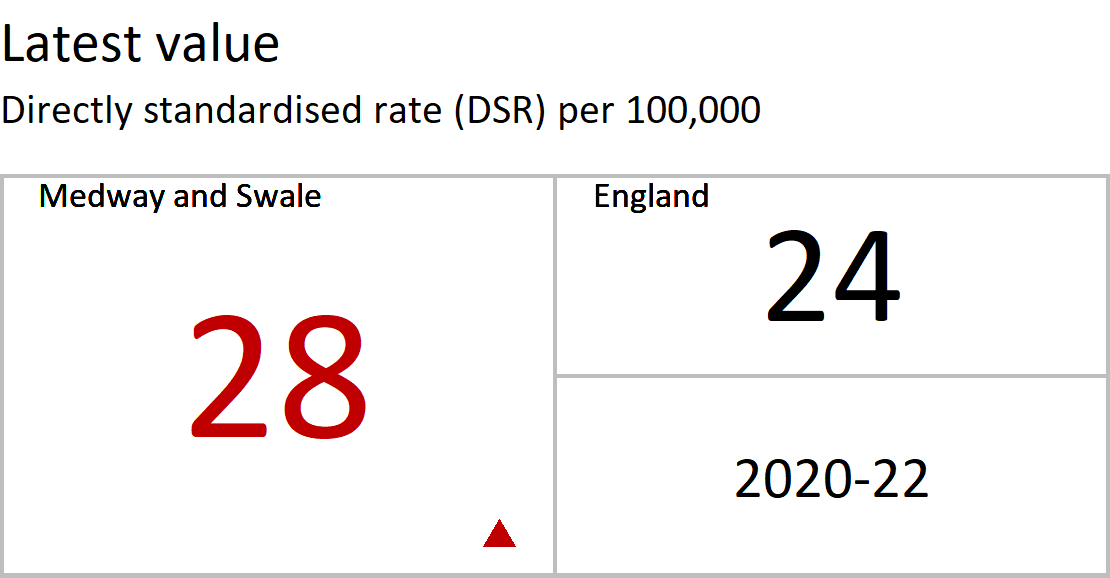 Latest value
Directly standardised rate (DSR) per 100,000
Medway and Swale
28
England
24
2020-22